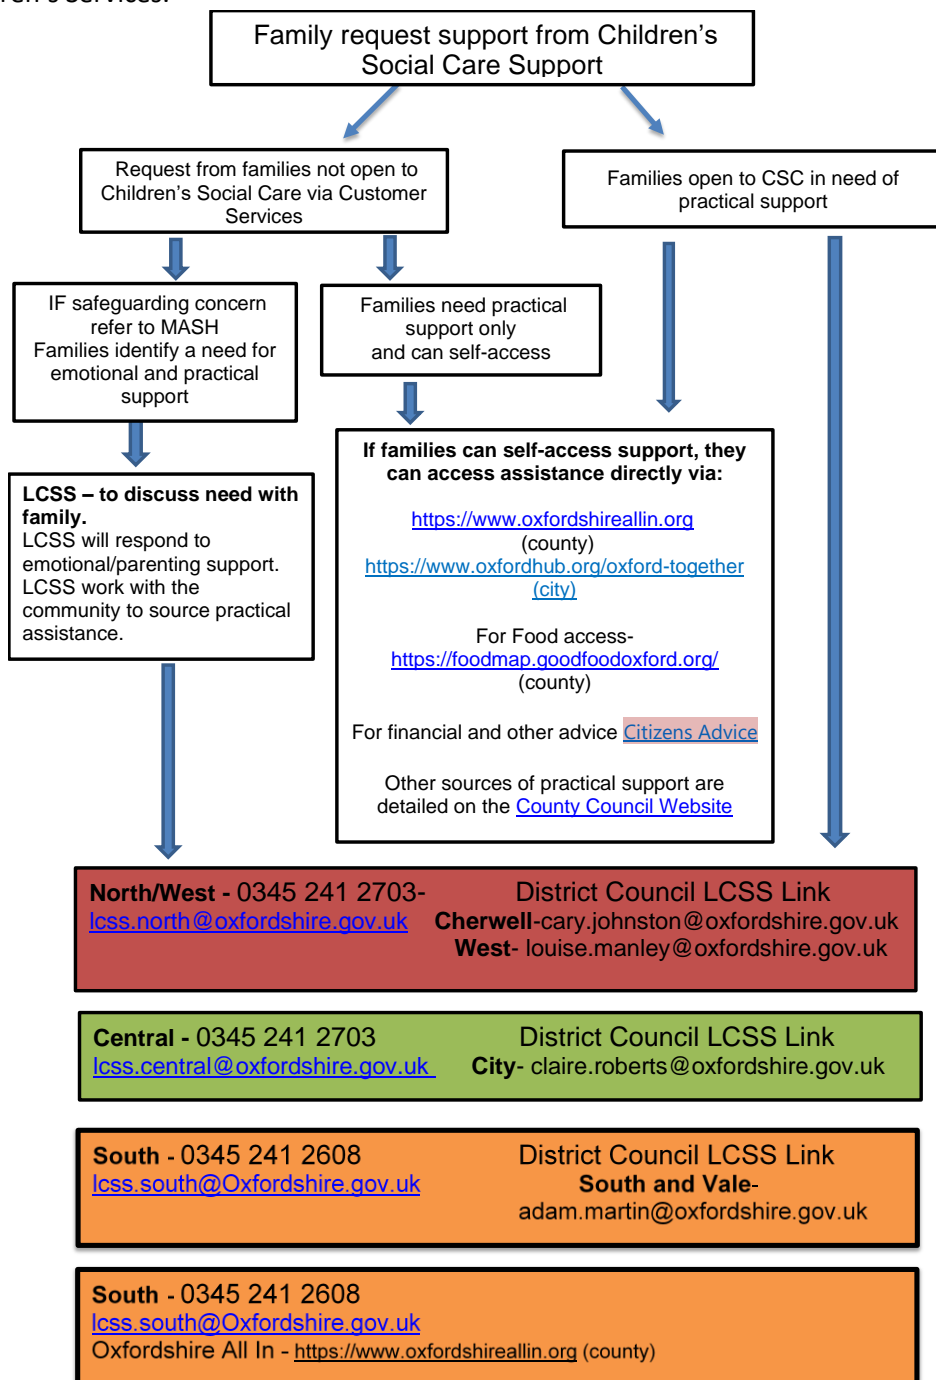 ren's Services.
Family request support from Children's
Social Care Support
Request from families not open to
Children's Social Care via Customer
Services
Families open to CSC in need of
practical support
IF safeguarding concern
refer to MASH
Families identify a need for
emotional and practical
support
Families need practical
support only
and can self-access
LCSS – to discuss need with
family.
LCSS will respond to
emotional/parenting support.
LCSS work with the
community to source practical
assistance.
If families can self-access support, they
can access assistance directly via:
https://www.oxfordshireallin.org
(county)
https://www.oxfordhub.org/oxford-together
(city)
For Food access-
https://foodmap.goodfoodoxford.org/
(county)
For financial and other advice Citizens Advice
Other sources of practical support are
detailed on the County Council Website
North/West - 0345 241 2703- District Council LCSS Link
lcss.north@oxfordshire.gov.uk Cherwell-cary.johnston@oxfordshire.gov.uk
West- louise.manley@oxfordshire.gov.uk
Central - 0345 241 2703 District Council LCSS Link
lcss.central@oxfordshire.gov.uk City- claire.roberts@oxfordshire.gov.uk
South - 0345 241 2608 District Council LCSS Link
lcss.south@Oxfordshire.gov.uk South and Vale-
adam.martin@oxfordshire.gov.uk
South - 0345 241 2608
lcss.south@Oxfordshire.gov.uk
Oxfordshire All In - https://www.oxfordshireallin.org (county)